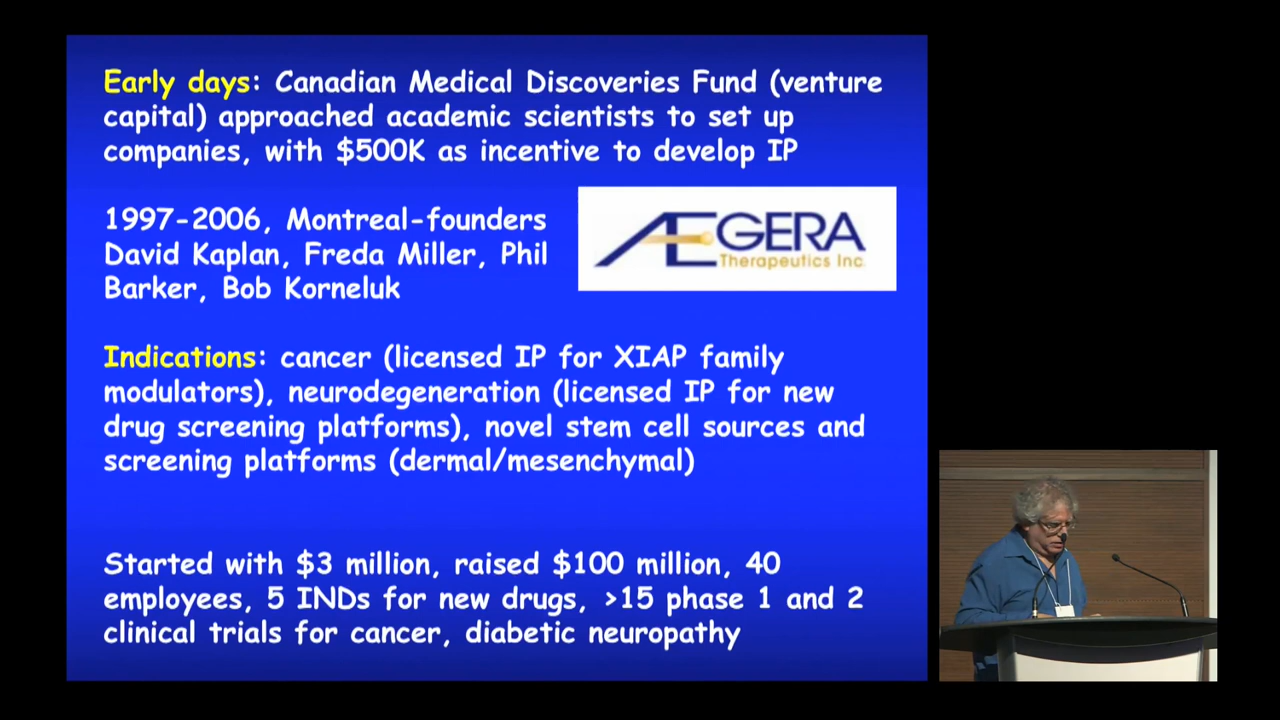 Early days: Canadian Medical Discoveries Fund (venture
capital) approached academic scientists to set up
companies, with $500K as incentive to develop IP
1997-2006, Montreal-founders
David Kaplan, Freda Miller, Phil
Barker, Bob Korneluk
ÆGERA
Therapeutics Inc.
Indications: cancer (licensed IP for XIAP family
modulators), neurodegeneration (licensed IP for new
drug screening platforms), novel stem cell sources and
screening platforms (dermal/mesenchymal)
Started with $3 million, raised $100 million, 40
employees, 5 INDs for new drugs, >15 phase 1 and 2
clinical trials for cancer, diabetic neuropathy